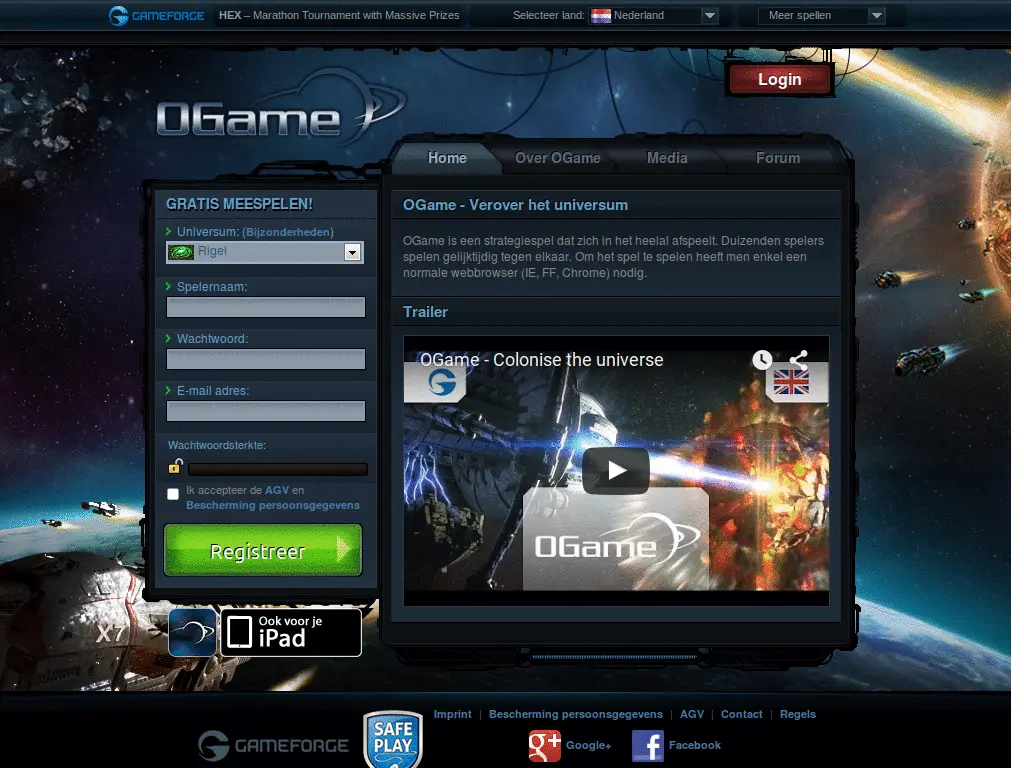 GAMEFORGE
HEX – Marathon Tournament with Massive Prizes
Selecteer land:
Nederland
Meer spellen
Login
OGame
Home
Over OGame
Media
Forum
GRATIS MEESPELEN!
Universum: (Bijzonderheden)
Rigel
Spelernaam:
Wachtwoord:
E-mail adres:
Wachtwoordsterkte:
Ik accepteer de AGV en
Bescherming persoonsgegevens
Registreer
OGame - Verover het universum
OGame is een strategiespel dat zich in het heelal afspeelt. Duizenden spelers
spelen gelijktijdig tegen elkaar. Om het spel te spelen heeft men enkel een
normale webbrowser (IE, FF, Chrome) nodig.
Trailer
OGame - Colonise the universe
OGame
X7
Ook voor je
iPad
Imprint | Bescherming persoonsgegevens | AGV | Contact | Regels
GAMEFORGE
SAFE
PLAY
g+ Google+
f Facebook